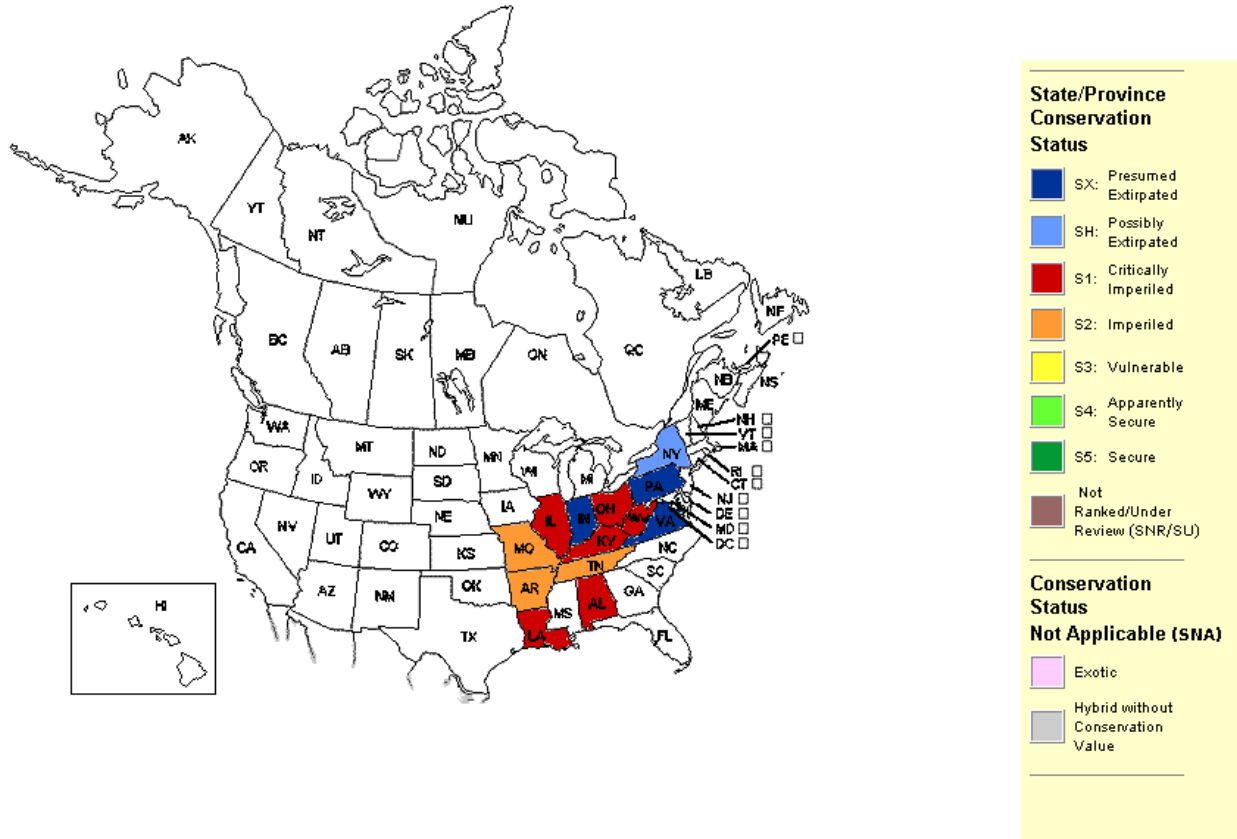 AK
YT
NT
NU
BC
AB
SK
MB
ON
QC
LB
NF
PE
NB
NS
ME
NH
VT
MA
RI
CT
NJ
DE
MD
DC
WA
OR
ID
MT
ND
SD
MN
WI
MI
NY
WY
NE
IA
IL
IN
OH
PA
WV
VA
CA
NV
UT
CO
KS
MO
KY
NC
TN
SC
AZ
NM
OK
AR
MS
AL
GA
TX
LA
FL
HI
State/Province
Conservation
Status
SX: Presumed
Extirpated
SH: Possibly
Extirpated
S1: Critically
Imperiled
S2: Imperiled
S3: Vulnerable
S4: Apparently
Secure
S5: Secure
Not
Ranked/Under
Review (SNR/SU)
Conservation
Status
Not Applicable (SNA)
Exotic
Hybrid without
Conservation
Value